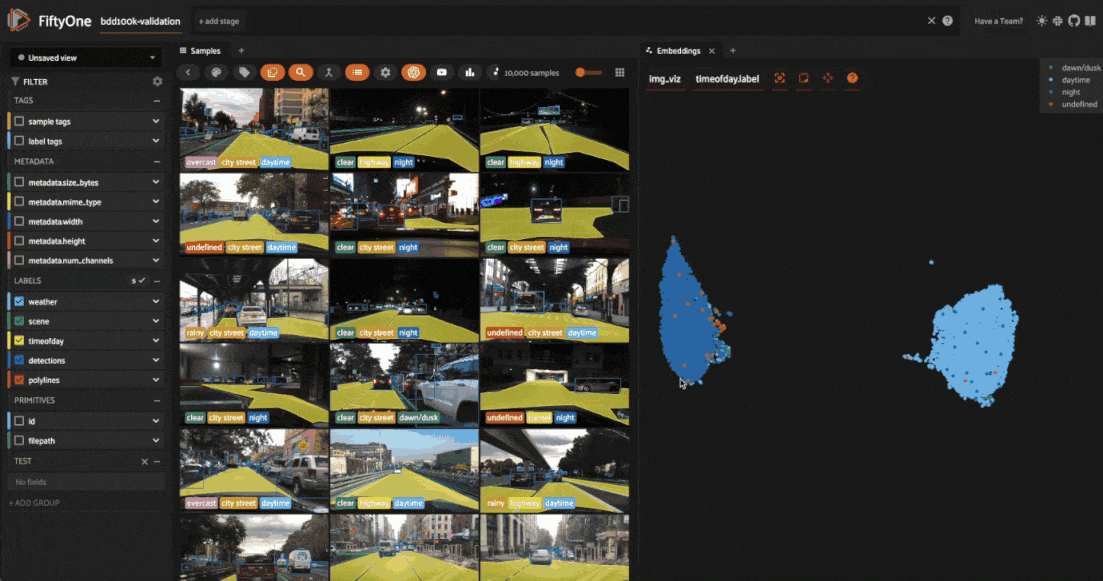 FiftyOne
bdd100k-validation
+ add stage
Have a Team?
Unsaved view
Samples
Embeddings
FILTER
10,000 samples
img_viz
timeofday.label
dawn/dusk
daytime
night
undefined
TAGS
sample tags
label tags
METADATA
metadata.size_bytes
metadata.mime_type
metadata.width
metadata.height
metadata.num_channels
LABELS
5
weather
scene
timeofday
detections
polylines
PRIMITIVES
id
filepath
TEST
No fields
+ ADD GROUP
overcast city street daytime
clear highway night
clear highway night
undefined city street daytime
clear city street night
clear city street night
rainy city street daytime
clear city street night
undefined city street daytime
clear city street night
clear city street dawn/dusk
undefined tunnel night
overcast city street daytime
clear highway daytime
rainy highway daytime